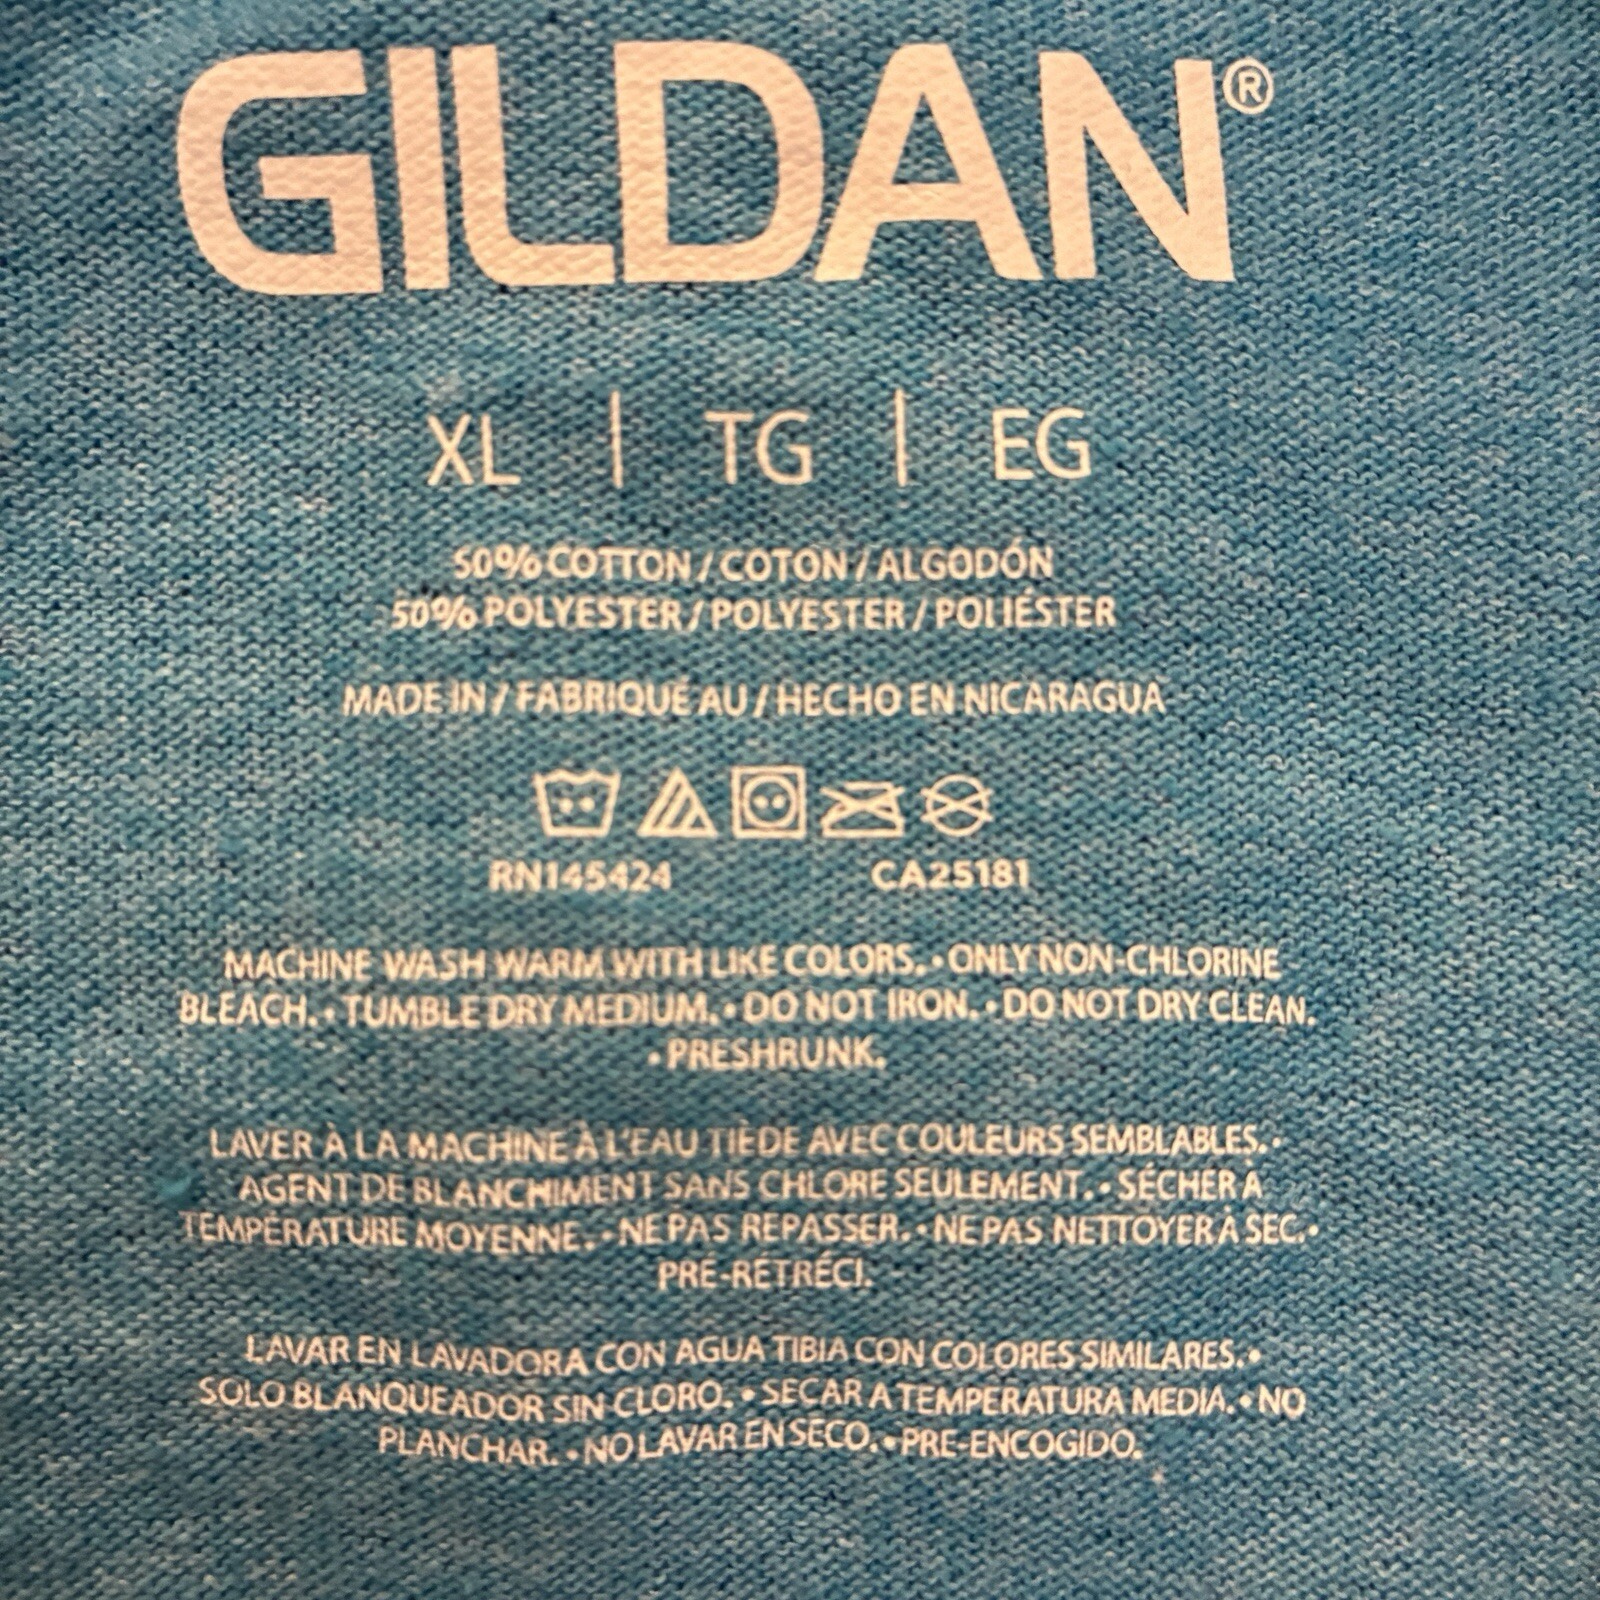 GILDAN®
XL | TG | EG
50% COTTON / COTON / ALGODÓN
50% POLYESTER / POLYESTER / POLIÉSTER
MADE IN / FABRIQUÉ AU / HECHO EN NICARAGUA
RN145424 CA25181
MACHINE WASH WARM WITH LIKE COLORS. • ONLY NON-CHLORINE
BLEACH. • TUMBLE DRY MEDIUM. • DO NOT IRON. • DO NOT DRY CLEAN.
• PRESHRUNK.
LAVER À LA MACHINE À L'EAU TIÈDE AVEC COULEURS SEMBLABLES. •
AGENT DE BLANCHIMENT SANS CHLORE SEULEMENT. • SÉCHER À
TEMPÉRATURE MOYENNE. • NE PAS REPASSER. • NE PAS NETTOYER À SEC. •
PRÉ-RÉTRÉCI.
LAVAR EN LAVADORA CON AGUA TIBIA CON COLORES SIMILARES. •
SOLO BLANQUEADOR SIN CLORO. • SECAR A TEMPERATURA MEDIA. • NO
PLANCHAR. • NO LAVAR EN SECO. • PRE-ENCOGIDO.